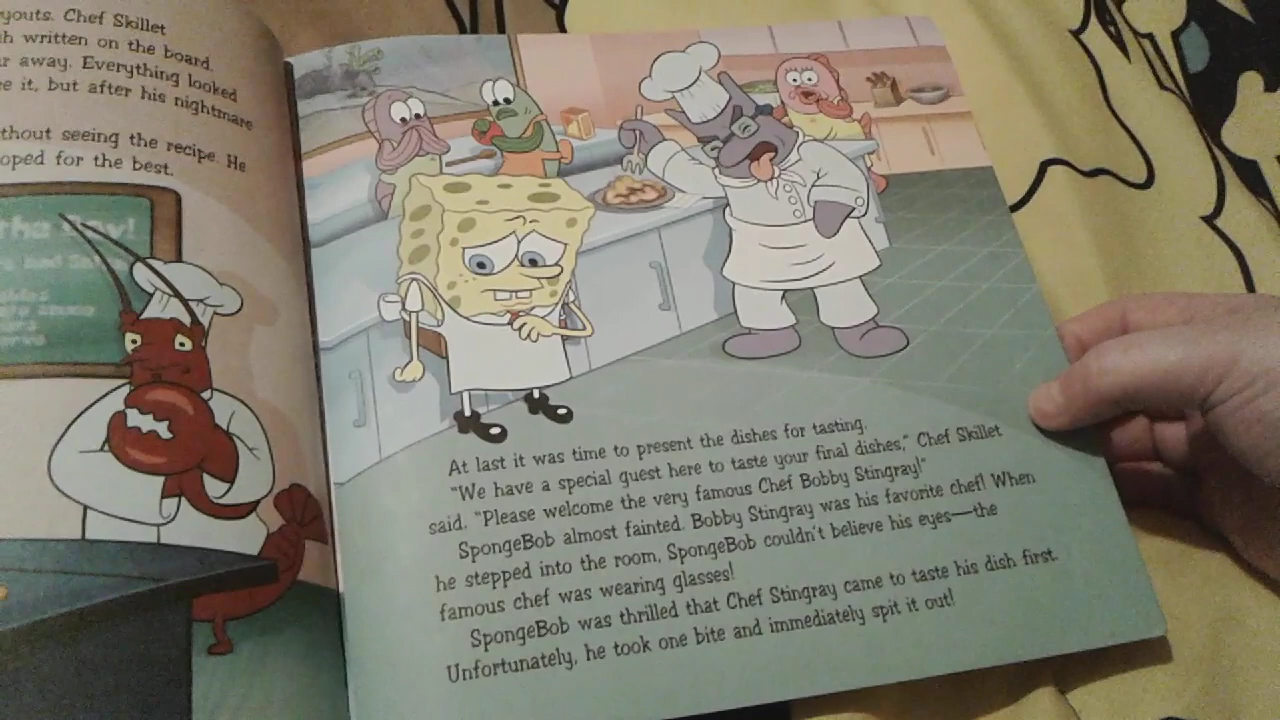 youts. Chef Skillet
h written on the board.
r away. Everything looked
e it, but after his nightmare
thout seeing the recipe. He
oped for the best.
the Day!
At last it was time to present the dishes for tasting.
"We have a special guest here to taste your final dishes," Chef Skillet
said. "Please welcome the very famous Chef Bobby Stingray!"
SpongeBob almost fainted. Bobby Stingray was his favorite chef! When
he stepped into the room, SpongeBob couldn't believe his eyes—the
famous chef was wearing glasses!
SpongeBob was thrilled that Chef Stingray came to taste his dish first.
Unfortunately, he took one bite and immediately spit it out!